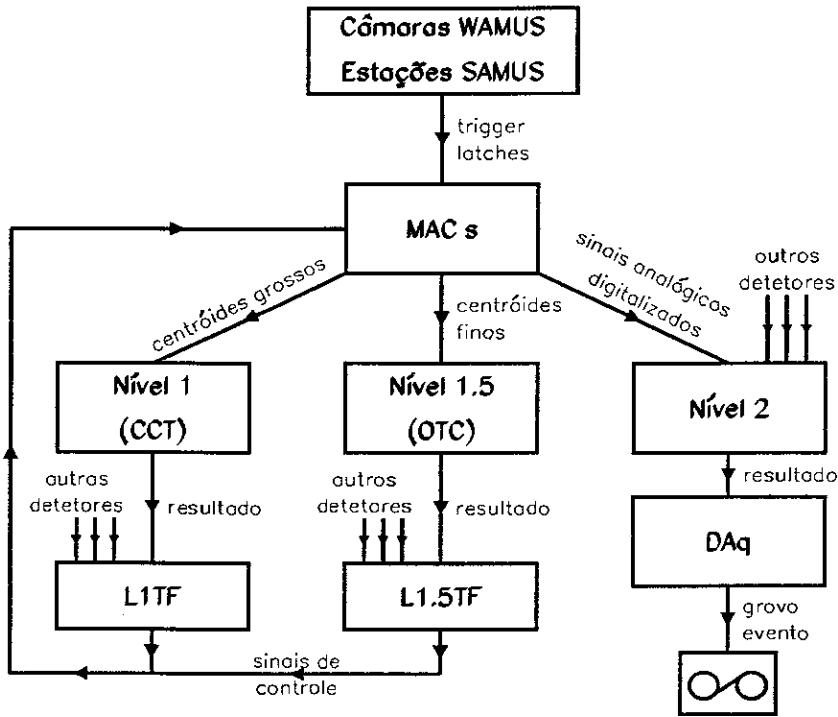 Câmaras WAMUS
Estações SAMUS
trigger
latches
MAC s
centróides grossos
centróides
finos
sinais analógicos
digitalizados
outros
detetores
Nível 1
(CCT)
Nível 1.5
(OTC)
Nível 2
outras
detetores
resultado
outros
detetores
resultado
resultado
DAq
L1TF
L1.5TF
grovo
evento
sinais de
controle